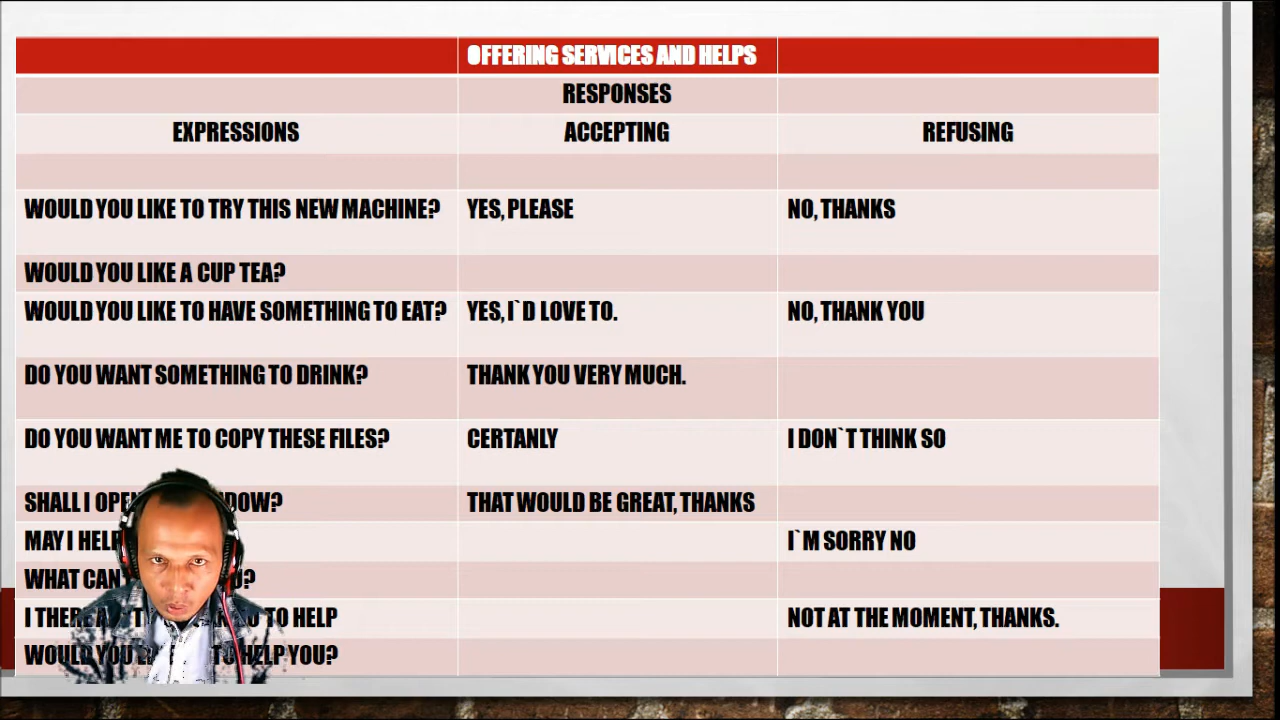 OFFERING SERVICES AND HELPS
RESPONSES
EXPRESSIONS ACCEPTING REFUSING
WOULD YOU LIKE TO TRY THIS NEW MACHINE? YES, PLEASE NO, THANKS
WOULD YOU LIKE A CUP TEA?
WOULD YOU LIKE TO HAVE SOMETHING TO EAT? YES, I`D LOVE TO. NO, THANK YOU
DO YOU WANT SOMETHING TO DRINK? THANK YOU VERY MUCH.
DO YOU WANT ME TO COPY THESE FILES? CERTANLY I DON`T THINK SO
SHALL I THAT WOULD BE GREAT, THANKS
MAY I HELP I`M SORRY NO
WHAT CAN
I TO HELP NOT AT THE MOMENT, THANKS.
WOULD YOU TO HELP YOU?